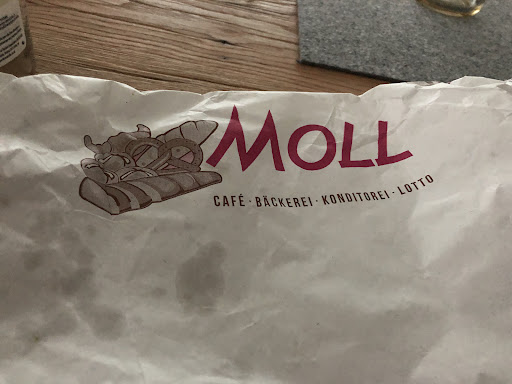 MOLL
CAFÉ · BÄCKEREI · KONDITOREI · LOTTO